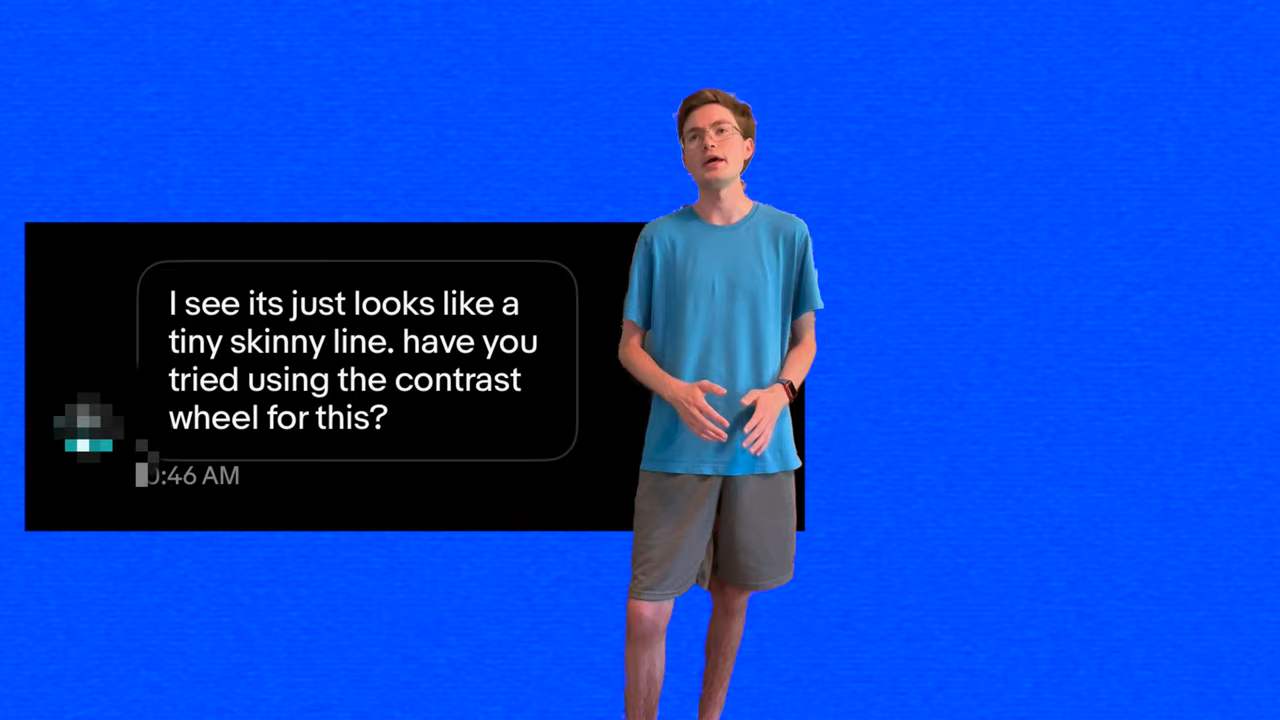 I see its just looks like a
tiny skinny line. have you
tried using the contrast
wheel for this?
:46 AM